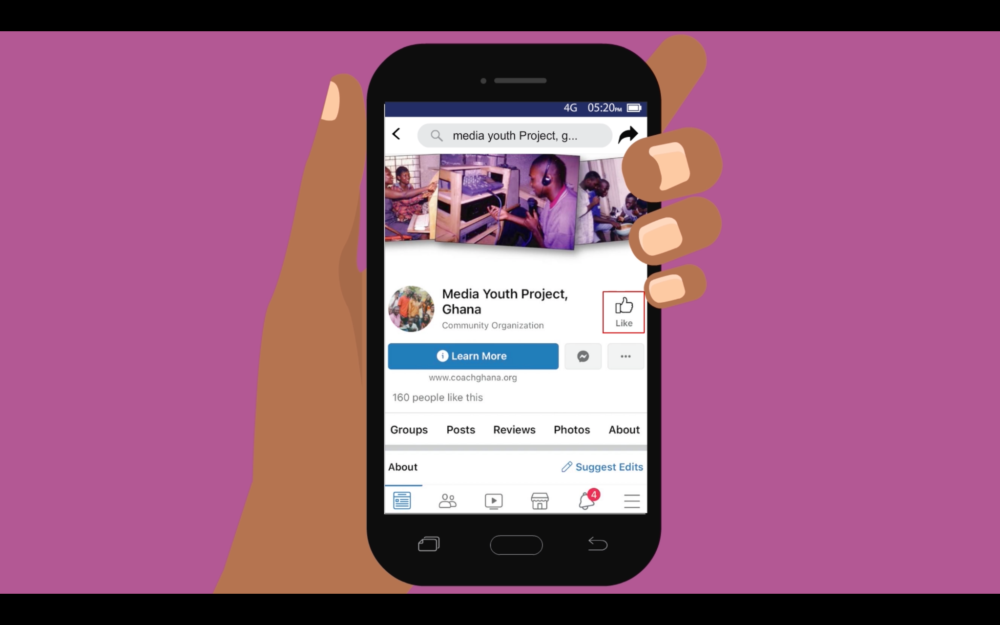 4G 05:20PM
media youth Project, g...
Media Youth Project,
Ghana
Community Organization
Like
Learn More
www.coachghana.org
160 people like this
Groups Posts Reviews Photos About
About Suggest Edits
4